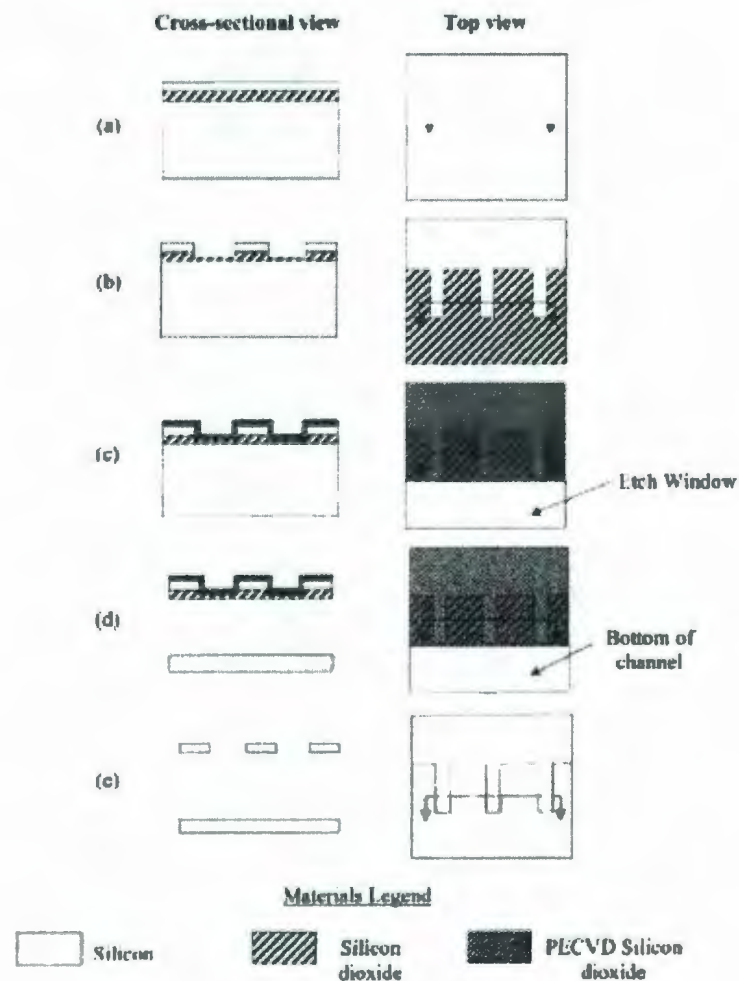 Cross-sectional view Top view
(a)
(b)
(c)
Etch Window
(d)
Bottom of
channel
(e)
Materials Legend
Silicon
Silicon
dioxide
PECVD Silicon
dioxide